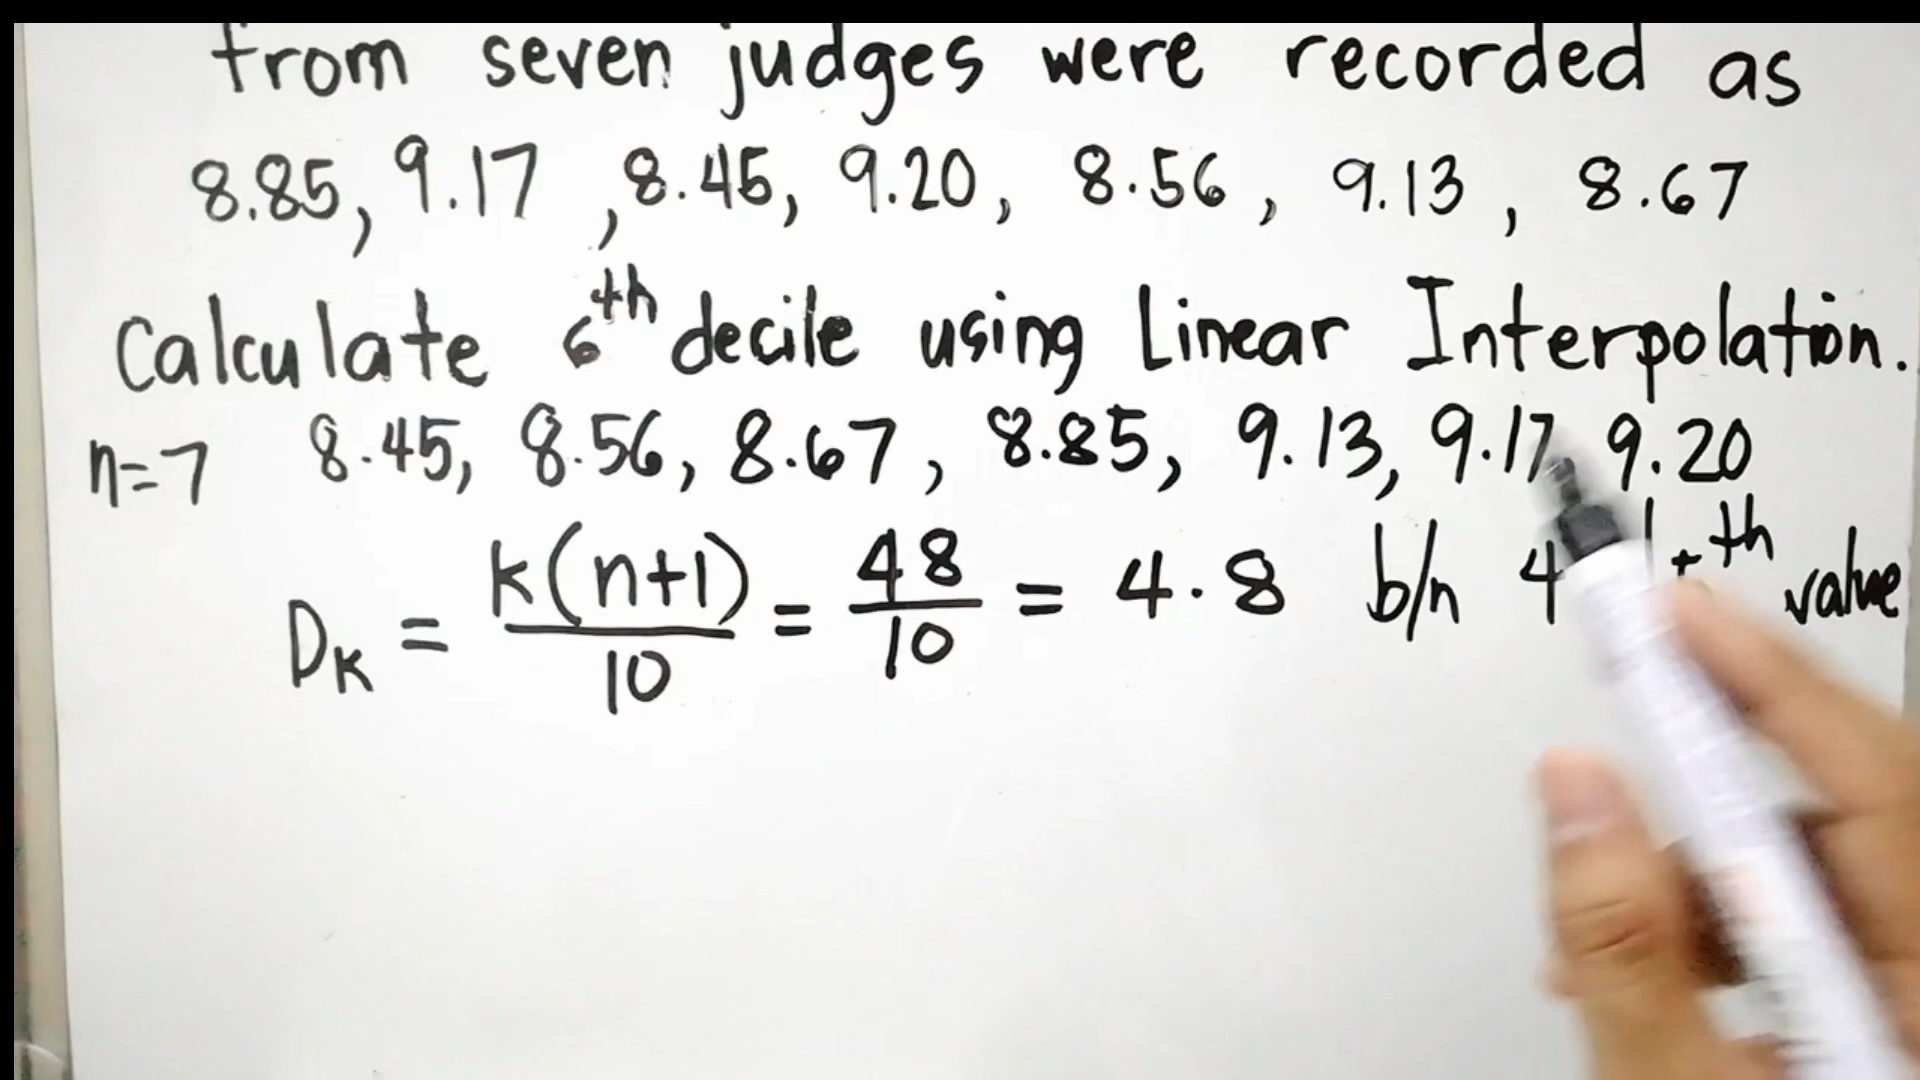 from seven judges were recorded as
8.85, 9.17, 8.45, 9.20, 8.56, 9.13, 8.67
Calculate 6th decile using Linear Interpolation.
n=7 8.45, 8.56, 8.67, 8.85, 9.13, 9.17, 9.20
DK = K(n+1)/10 = 48/10 = 4.8 b/n 4 th value